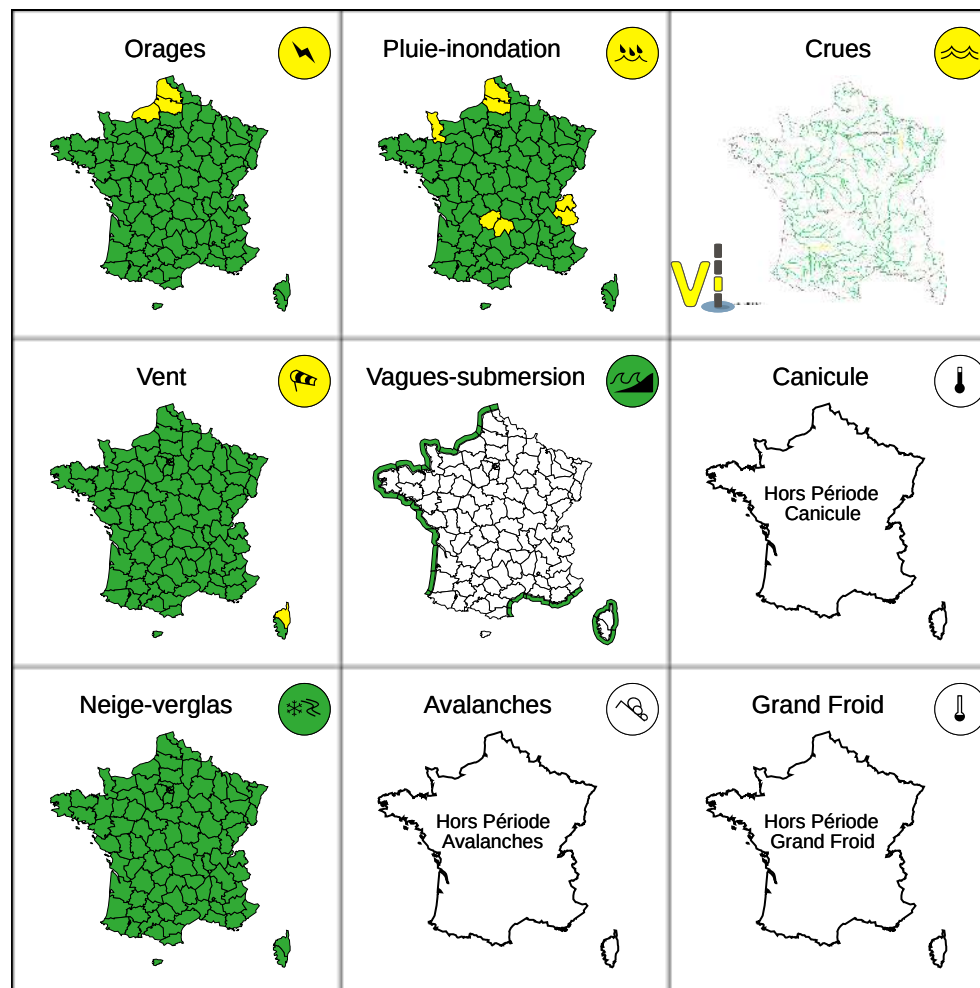 Orages
Pluie-inondation
Crues
Vi
Vent
Vagues-submersion
Canicule
Hors Période
Canicule
Neige-verglas
Avalanches
Grand Froid
Hors Période
Avalanches
Hors Période
Grand Froid